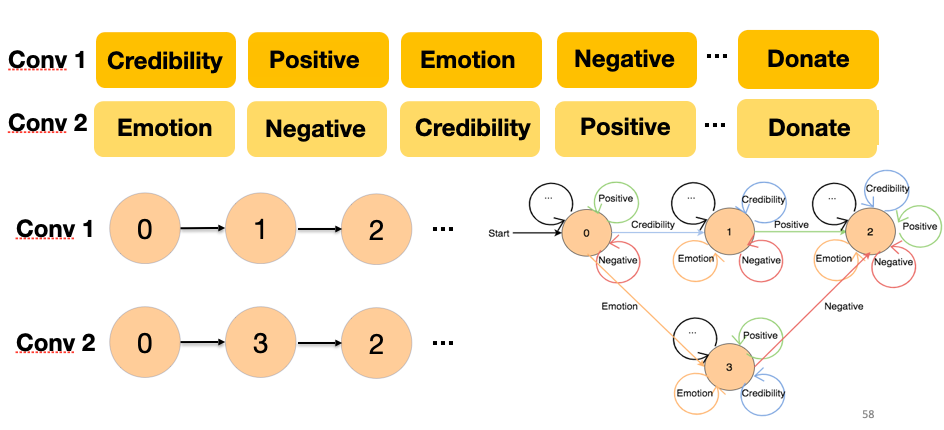 Conv 1 Credibility Positive Emotion Negative ... Donate
Conv 2 Emotion Negative Credibility Positive ... Donate
Conv 1 0 1 2 ...
Conv 2 0 3 2 ...
... Positive ... Credibility ... Credibility
Start 0 Credibility 1 Positive 2 Positive
Negative Emotion Negative Emotion Negative
Emotion Negative
... Positive
3
Emotion Credibility
58